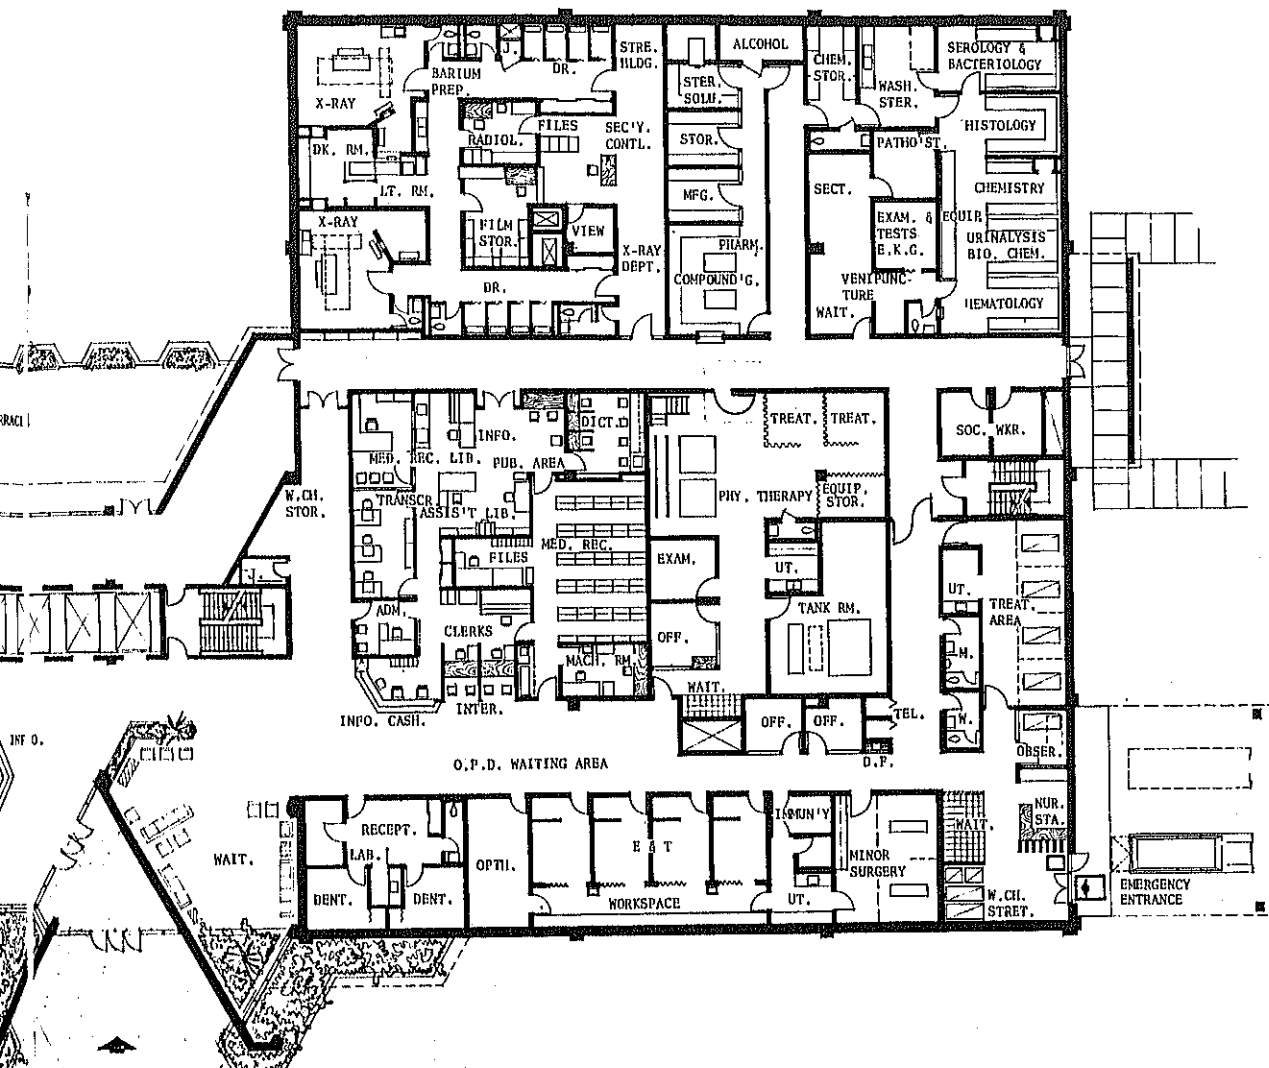 STRE.
HLDG.
J.
DR.
BARIUM
PREP.
X-RAY
DK. RM.
LT. RM.
RADIOL.
FILES
SEC'Y.
CONTL.
X-RAY
FILM
STOR.
VIEW
X-RAY
DEPT.
DR.
ALCOHOL
STER.
SOLU.
STOR.
MFG.
PHARM.
COMPOUND'G.
CHEM.
STOR.
WASH.
STER.
SEROLOGY &
BACTERIOLOGY
HISTOLOGY
PATHO'ST.
SECT.
CHEMISTRY
EXAM. &
TESTS
E.K.G.
EQUIP.
URINALYSIS
BIO. CHEM.
VENIPUNC-
TURE
WAIT.
HEMATOLOGY
INFO.
DICT.
MED. REC. LIB.
PUB. AREA
TRANSCR.
ASSIS'T LIB.
W.CH.
STOR.
FILES
MED. REC.
ADM.
CLERKS
MACH. RM.
INTER.
INFO. CASH.
J.
TREAT.
TREAT.
PHY. THERAPY
EQUIP.
STOR.
EXAM.
UT.
OFF.
TANK RM.
WAIT.
OFF.
OFF.
TEL.
D.F.
SOC. WKR.
UT.
TREAT.
AREA
M.
W.
OBSER.
O.P.D. WAITING AREA
INFO.
WAIT.
RECEPT.
LAB.
DENT.
DENT.
OPTH.
E & T
WORKSPACE
IMMUN'Y
UT.
MINOR
SURGERY
WAIT.
NUR.
STA.
W.CH.
STRET.
EMERGENCY
ENTRANCE